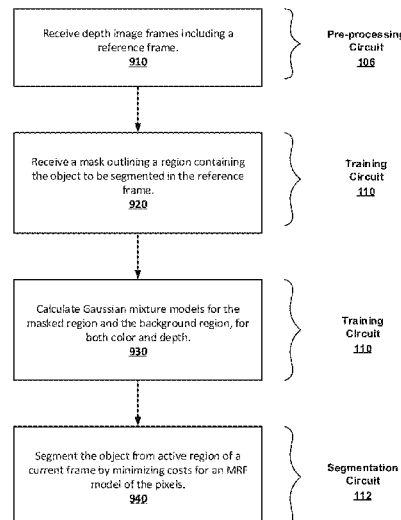 Receive depth image frames including a
reference frame.
910
Pre-processing
Circuit
106
Receive a mask outlining a region containing
the object to be segmented in the reference
frame.
920
Training
Circuit
110
Calculate Gaussian mixture models for the
masked region and the background region, for
both color and depth.
930
Training
Circuit
110
Segment the object from active region of a
current frame by minimizing costs for an MRF
model of the pixels.
940
Segmentation
Circuit
112